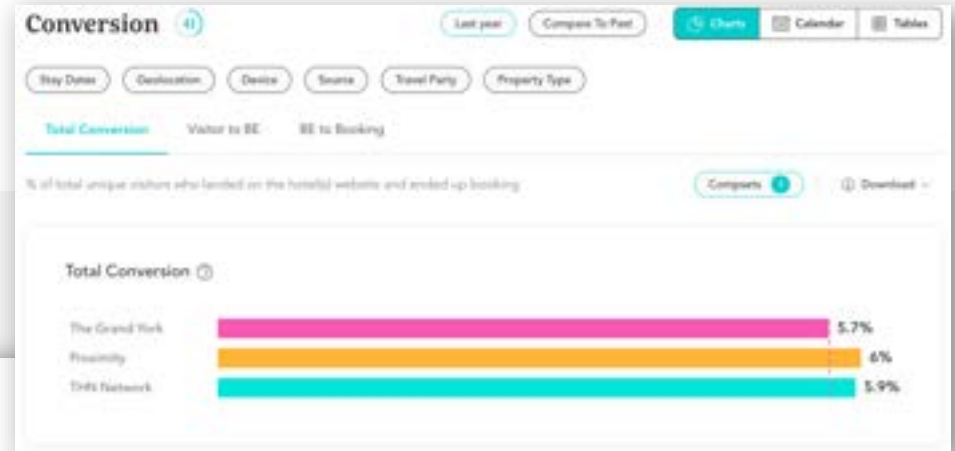 Conversion 41 Last year Compare To Past Charts Calendar Tables
Stay Dates Geolocation Device Source Travel Party Property Type
Total Conversion Visitor to BE BE to Booking
% of total unique visitors who landed on the hotel(s) website and ended up booking Compsets Download
Total Conversion
The Grand York 5.7%
Proximity 6%
THN Network 5.9%